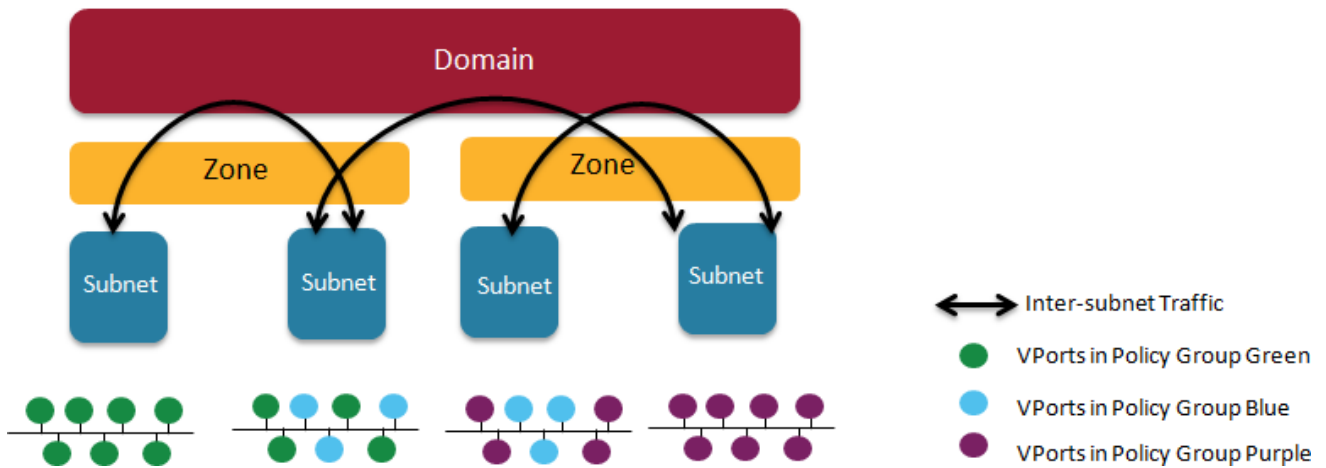 Domain
Zone
Zone
Subnet
Subnet
Subnet
Subnet
Inter-subnet Traffic
VPorts in Policy Group Green
VPorts in Policy Group Blue
VPorts in Policy Group Purple